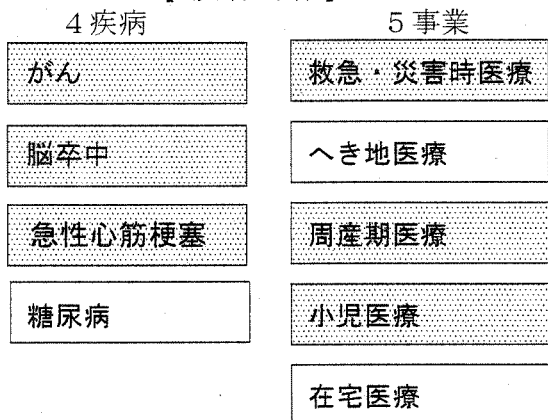 4疾病
がん
脳卒中
急性心筋梗塞
糖尿病
5事業
救急・災害時医療
へき地医療
周産期医療
小児医療
在宅医療